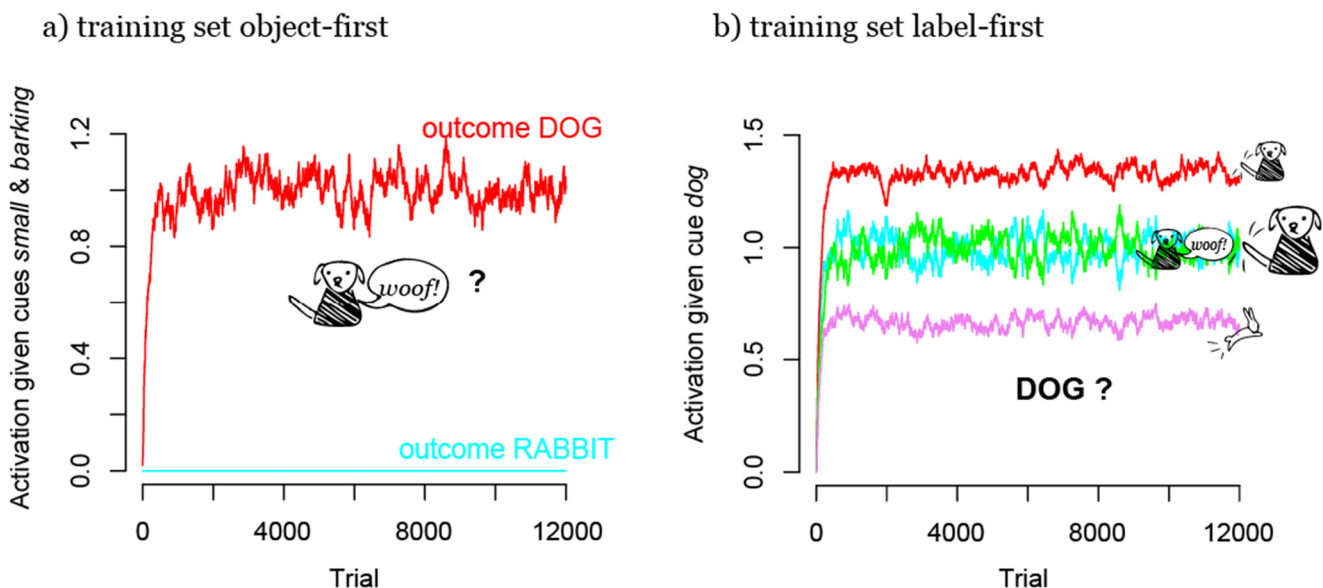 a) training set object-first
Activation given cues small & barking
1.2
0.8
0.4
0.0
outcome DOG
woof!
?
outcome RABBIT
0
4000
8000
12000
Trial
b) training set label-first
Activation given cue dog
1.5
1.0
0.5
0.0
woof!
DOG ?
0
4000
8000
12000
Trial